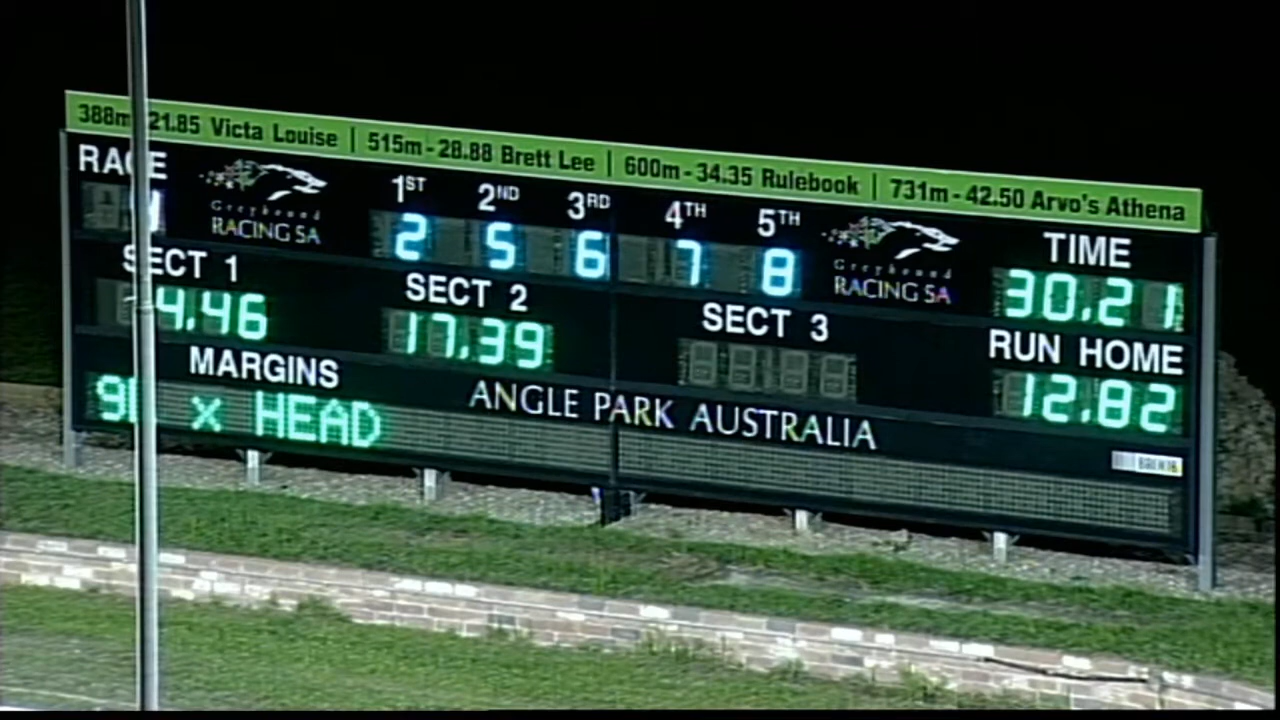 388m 21.85 Victa Louise | 515m - 28.88 Brett Lee | 600m - 34.35 Rulebook | 731m - 42.50 Arvo's Athena
RACE
Greyhound
RACING SA
1ST 2ND 3RD 4TH 5TH
2 5 6 7 8
Greyhound
RACING SA
TIME
30.21
SECT 1
4.46
SECT 2
17.39
SECT 3
RUN HOME
12.82
MARGINS
x HEAD
ANGLE PARK AUSTRALIA